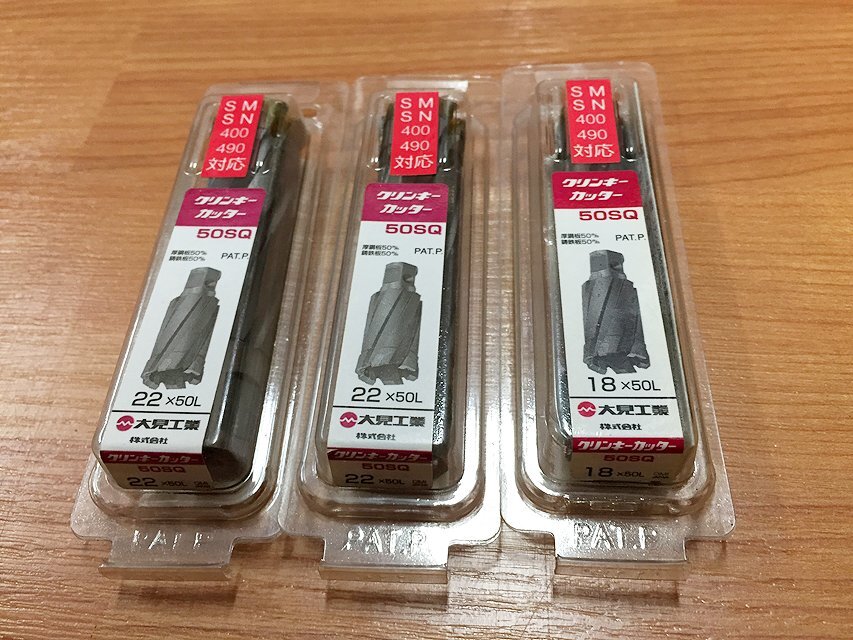 S M
S N
400
490
対応
クリンキー
カッター
50SQ
厚鋼板50%
鋳鉄板50%
PAT.P.
22×50L
大見工業
株式会社
クリンキーカッター
50SQ
22×50L
PAT.P
S M
S N
400
490
対応
クリンキー
カッター
50SQ
厚鋼板50%
鋳鉄板50%
PAT.P.
22×50L
大見工業
株式会社
クリンキーカッター
50SQ
22×50L
PAT.P
S M
S N
400
490
対応
クリンキー
カッター
50SQ
厚鋼板50%
鋳鉄板50%
PAT.P.
18×50L
大見工業
株式会社
クリンキーカッター
50SQ
18×50L
PAT.P